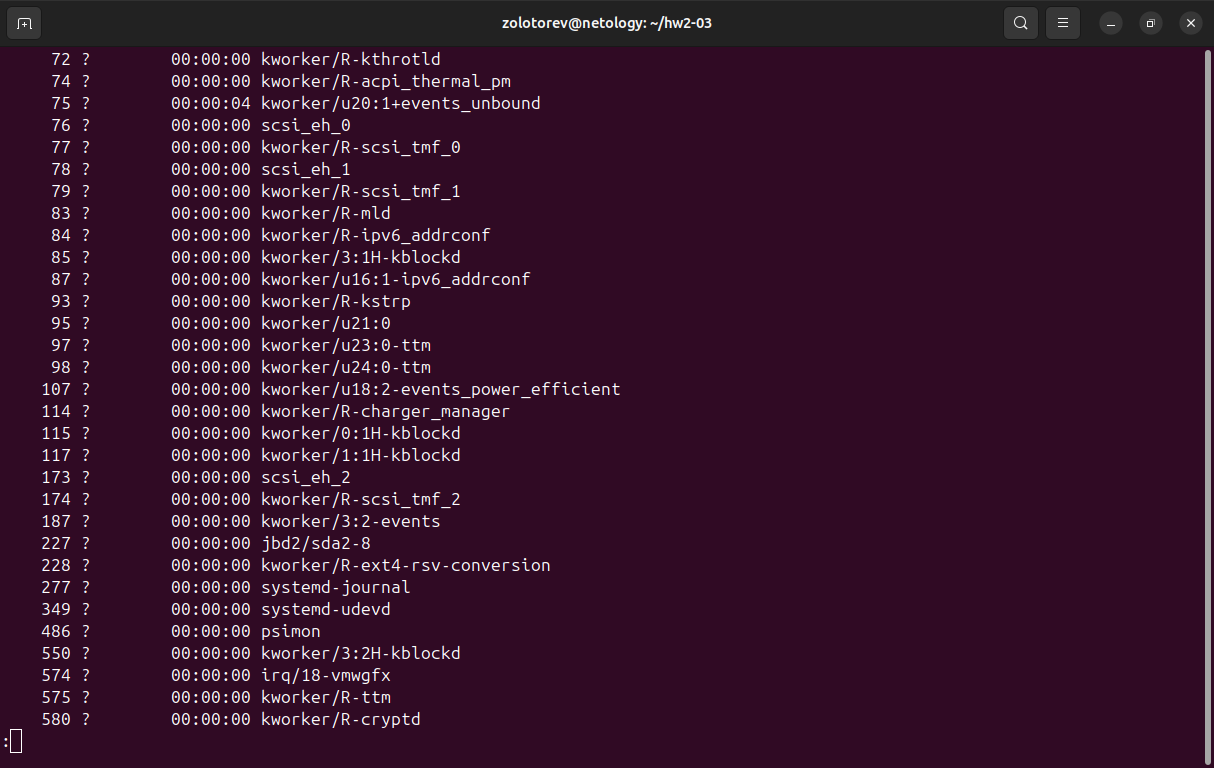 zolotorev@netology: ~/hw2-03
72 ? 00:00:00 kworker/R-kthrotld
74 ? 00:00:00 kworker/R-acpi_thermal_pm
75 ? 00:00:04 kworker/u20:1+events_unbound
76 ? 00:00:00 scsi_eh_0
77 ? 00:00:00 kworker/R-scsi_tmf_0
78 ? 00:00:00 scsi_eh_1
79 ? 00:00:00 kworker/R-scsi_tmf_1
83 ? 00:00:00 kworker/R-mld
84 ? 00:00:00 kworker/R-ipv6_addrconf
85 ? 00:00:00 kworker/3:1H-kblockd
87 ? 00:00:00 kworker/u16:1-ipv6_addrconf
93 ? 00:00:00 kworker/R-kstrp
95 ? 00:00:00 kworker/u21:0
97 ? 00:00:00 kworker/u23:0-ttm
98 ? 00:00:00 kworker/u24:0-ttm
107 ? 00:00:00 kworker/u18:2-events_power_efficient
114 ? 00:00:00 kworker/R-charger_manager
115 ? 00:00:00 kworker/0:1H-kblockd
117 ? 00:00:00 kworker/1:1H-kblockd
173 ? 00:00:00 scsi_eh_2
174 ? 00:00:00 kworker/R-scsi_tmf_2
187 ? 00:00:00 kworker/3:2-events
227 ? 00:00:00 jbd2/sda2-8
228 ? 00:00:00 kworker/R-ext4-rsv-conversion
277 ? 00:00:00 systemd-journal
349 ? 00:00:00 systemd-udevd
486 ? 00:00:00 psimon
550 ? 00:00:00 kworker/3:2H-kblockd
574 ? 00:00:00 irq/18-vmwgfx
575 ? 00:00:00 kworker/R-ttm
580 ? 00:00:00 kworker/R-cryptd
: